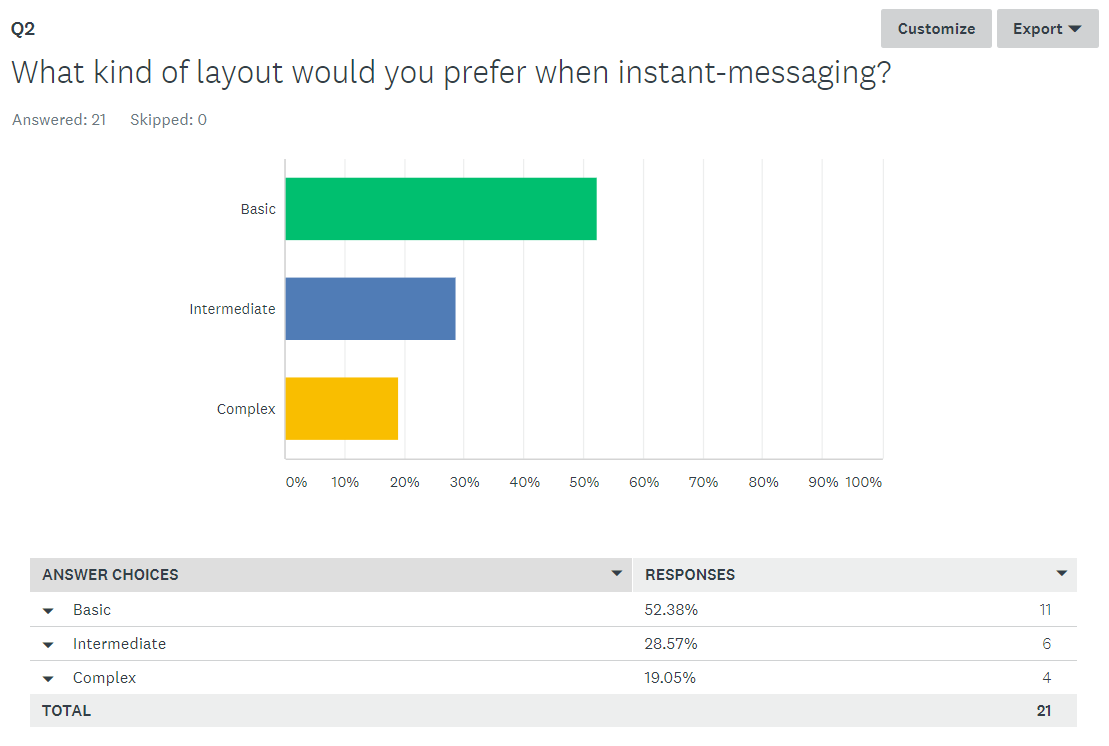 Q2
Customize
Export
What kind of layout would you prefer when instant-messaging?
Answered: 21 Skipped: 0
Basic
Intermediate
Complex
0% 10% 20% 30% 40% 50% 60% 70% 80% 90% 100%
ANSWER CHOICES RESPONSES
Basic 52.38% 11
Intermediate 28.57% 6
Complex 19.05% 4
TOTAL 21